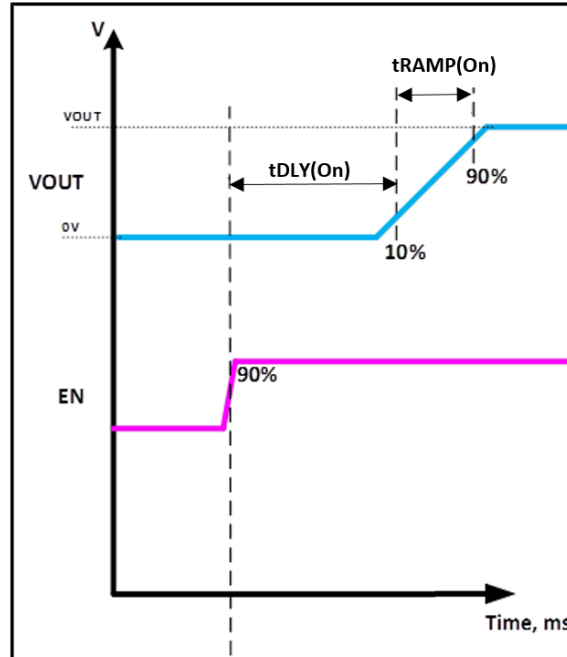 V
tRAMP(On)
VOUT
tDLY(On)
VOUT
90%
0V
10%
90%
EN
Time, ms